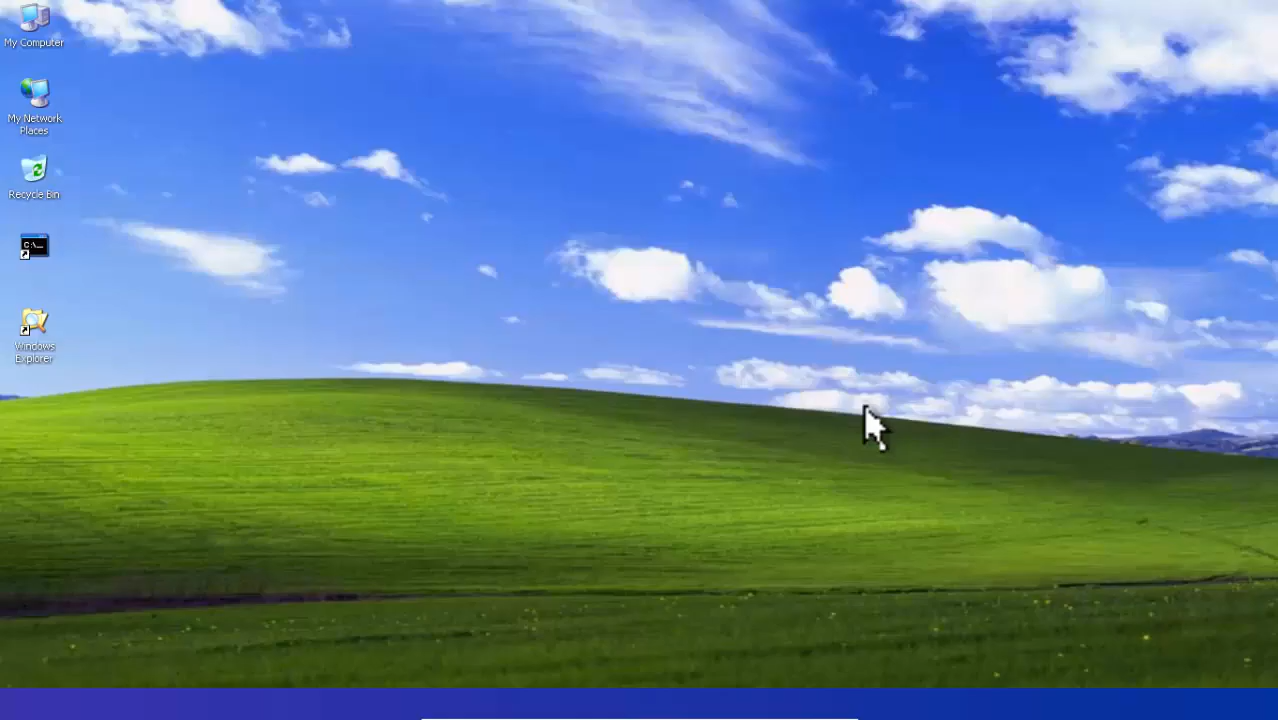 My Computer
My Network
Places
Recycle Bin
C:\...
Windows
Explorer